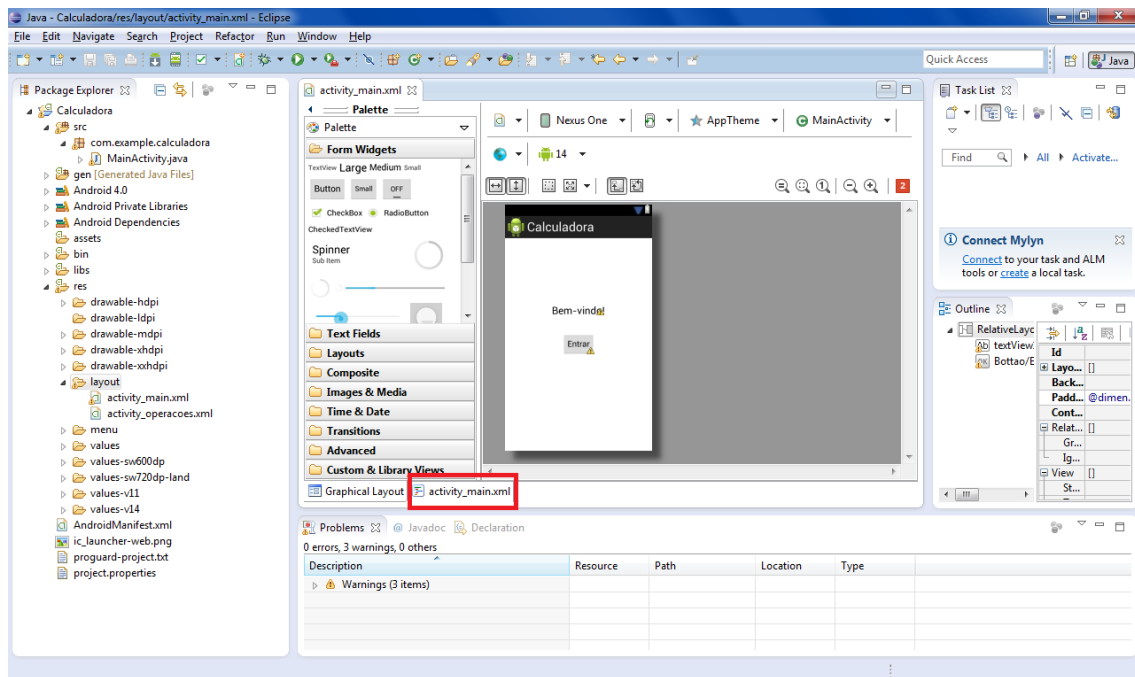 Java - Calculadora/res/layout/activity_main.xml - Eclipse
File Edit Navigate Search Project Refactor Run Window Help
Quick Access
Java
Package Explorer
Calculadora
src
com.example.calculadora
MainActivity.java
gen [Generated Java Files]
Android 4.0
Android Private Libraries
Android Dependencies
assets
bin
libs
res
drawable-hdpi
drawable-ldpi
drawable-mdpi
drawable-xhdpi
drawable-xxhdpi
layout
activity_main.xml
activity_operacoes.xml
menu
values
values-sw600dp
values-sw720dp-land
values-v11
values-v14
AndroidManifest.xml
ic_launcher-web.png
proguard-project.txt
project.properties
activity_main.xml
Palette
Palette
Form Widgets
TextView Large Medium Small
Button Small OFF
CheckBox RadioButton
CheckedTextView
Spinner
Sub Item
Text Fields
Layouts
Composite
Images & Media
Time & Date
Transitions
Advanced
Custom & Library Views
Nexus One AppTheme MainActivity
14
2
Calculadora
Bem-vindo!
Entrar
Graphical Layout activity_main.xml
Problems @ Javadoc Declaration
0 errors, 3 warnings, 0 others
Description Resource Path Location Type
Warnings (3 items)
Task List
Find All Activate...
Connect Mylyn
Connect to your task and ALM
tools or create a local task.
Outline
RelativeLayc
textView.
Bottao/E
Id
Layo... []
Back...
Padd... @dimen.
Cont...
Relat... []
Gr...
Ig...
View []
St...